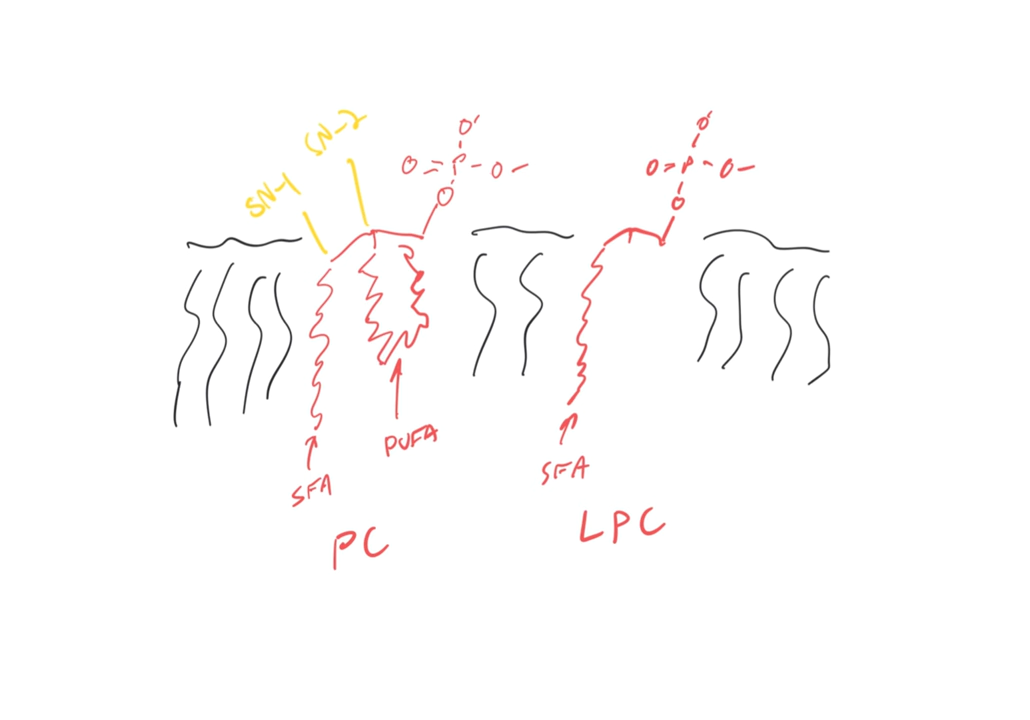 SN-1
SN-2
O'
O=P-O-
O
SFA
PUFA
PC
O'
O=P-O-
O
SFA
LPC